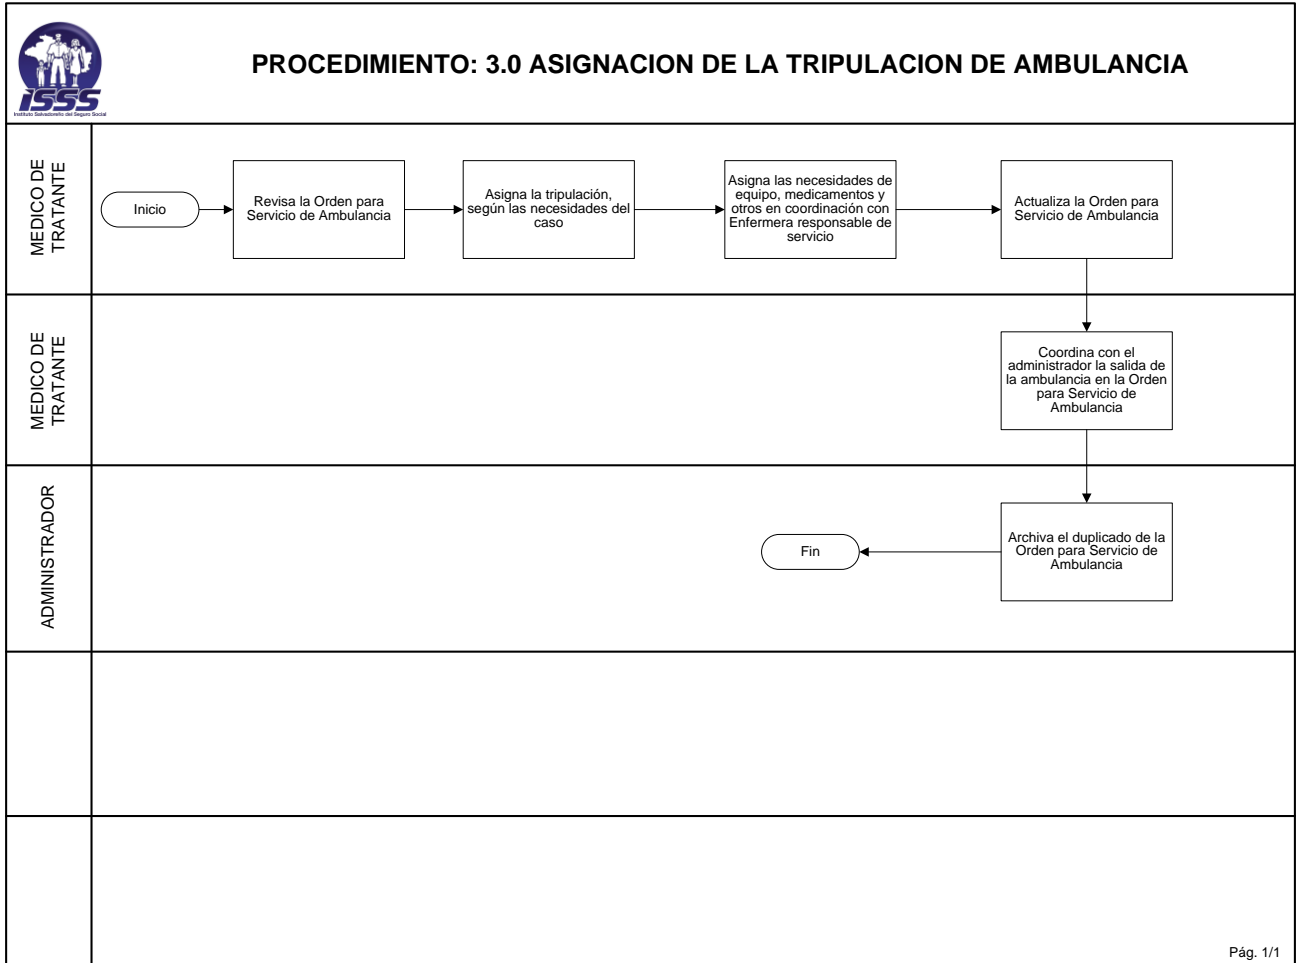 ISSS
Instituto Salvadoreño del Seguro Social
PROCEDIMIENTO: 3.0 ASIGNACION DE LA TRIPULACION DE AMBULANCIA
MEDICO DE
TRATANTE
Inicio
Revisa la Orden para
Servicio de Ambulancia
Asigna la tripulación,
según las necesidades del
caso
Asigna las necesidades de
equipo, medicamentos y
otros en coordinación con
Enfermera responsable de
servicio
Actualiza la Orden para
Servicio de Ambulancia
MEDICO DE
TRATANTE
Coordina con el
administrador la salida de
la ambulancia en la Orden
para Servicio de
Ambulancia
ADMINISTRADOR
Fin
Archiva el duplicado de la
Orden para Servicio de
Ambulancia
Pág. 1/1